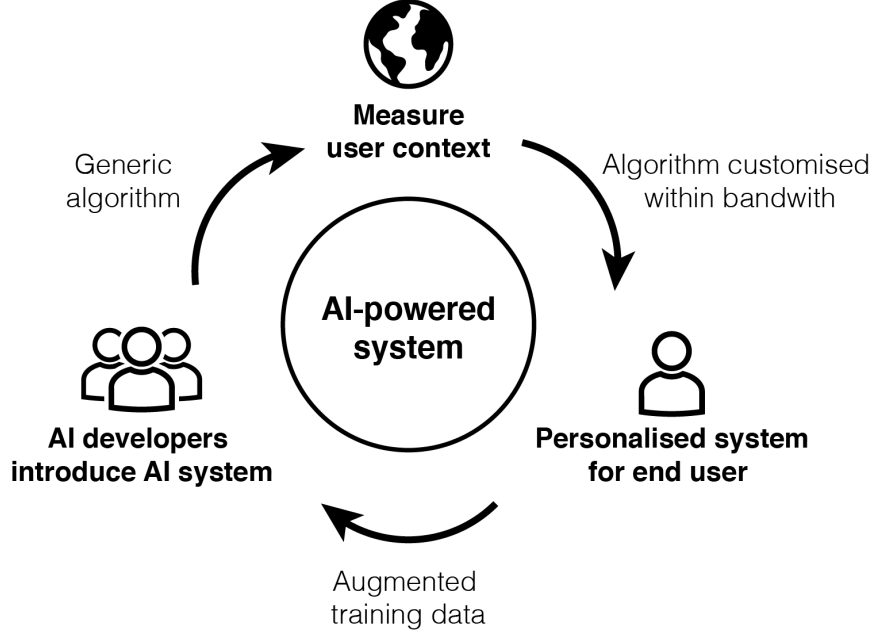 Measure
user context
Generic
algorithm
Algorithm customised
within bandwith
AI-powered
system
AI developers
introduce AI system
Personalised system
for end user
Augmented
training data